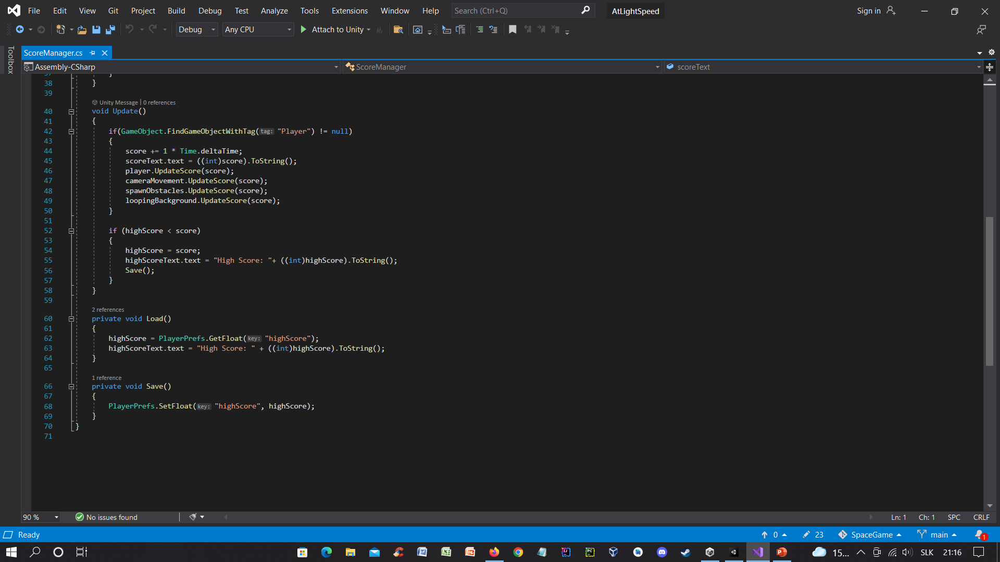 File Edit View Git Project Build Debug Test Analyze Tools Extensions Window Help Search (Ctrl+Q) AtLightSpeed Sign in
Debug Any CPU Attach to Unity
Toolbox
ScoreManager.cs
Assembly-CSharp ScoreManager scoreText
37 }
38 }
39
Unity Message | 0 references
40 void Update()
41 {
42 if(GameObject.FindGameObjectWithTag(tag: "Player") != null)
43 {
44 score += 1 * Time.deltaTime;
45 scoreText.text = ((int)score).ToString();
46 player.UpdateScore(score);
47 cameraMovement.UpdateScore(score);
48 spawnObstacles.UpdateScore(score);
49 loopingBackground.UpdateScore(score);
50 }
51
52 if (highScore < score)
53 {
54 highScore = score;
55 highScoreText.text = "High Score: "+ ((int)highScore).ToString();
56 Save();
57 }
58 }
59
2 references
60 private void Load()
61 {
62 highScore = PlayerPrefs.GetFloat(key: "highScore");
63 highScoreText.text = "High Score: " + ((int)highScore).ToString();
64 }
65
1 reference
66 private void Save()
67 {
68 PlayerPrefs.SetFloat(key: "highScore", highScore);
69 }
70 }
71
90 % No issues found Ln: 1 Ch: 1 SPC CRLF
Ready 0 23 SpaceGame main 1
15... SLK 21:16